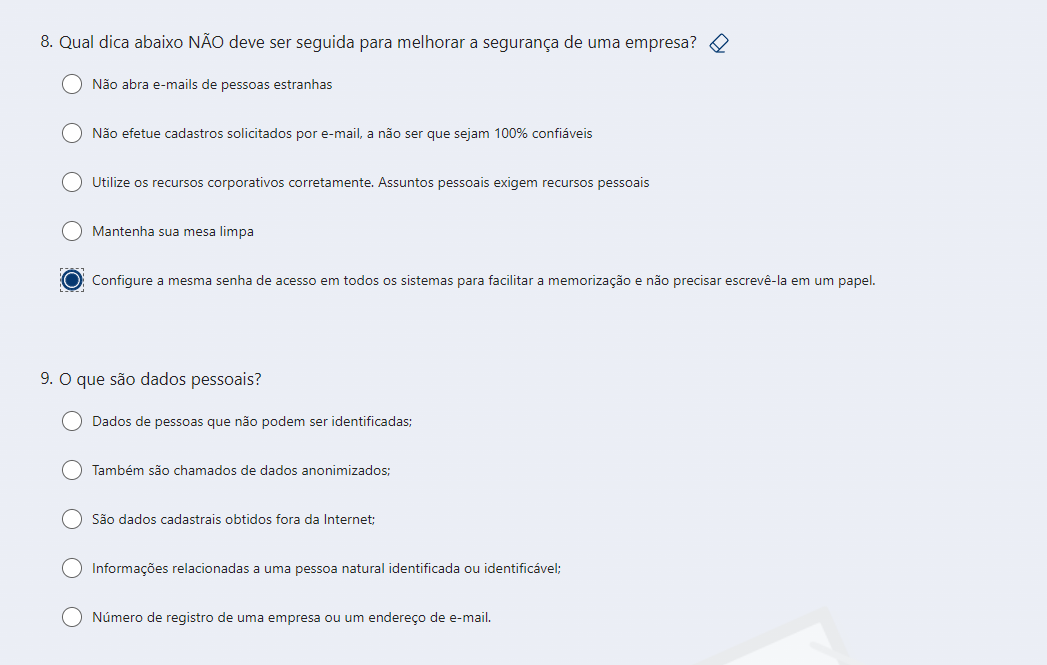 8. Qual dica abaixo NÃO deve ser seguida para melhorar a segurança de uma empresa?
Não abra e-mails de pessoas estranhas
Não efetue cadastros solicitados por e-mail, a não ser que sejam 100% confiáveis
Utilize os recursos corporativos corretamente. Assuntos pessoais exigem recursos pessoais
Mantenha sua mesa limpa
Configure a mesma senha de acesso em todos os sistemas para facilitar a memorização e não precisar escrevê-la em um papel.
9. O que são dados pessoais?
Dados de pessoas que não podem ser identificadas;
Também são chamados de dados anonimizados;
São dados cadastrais obtidos fora da Internet;
Informações relacionadas a uma pessoa natural identificada ou identificável;
Número de registro de uma empresa ou um endereço de e-mail.